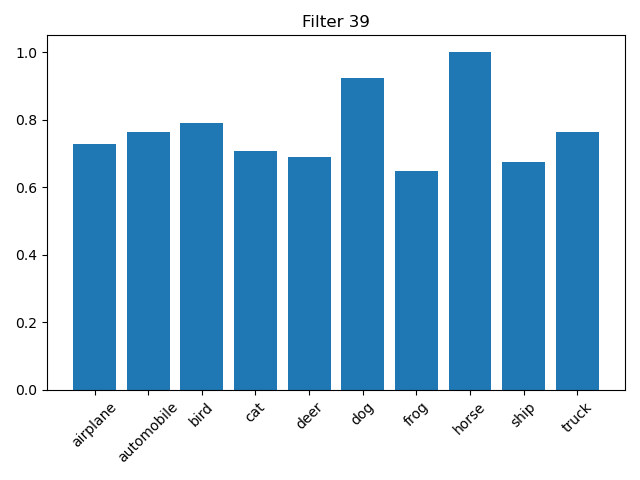 Filter 39
1.0
0.8
0.6
0.4
0.2
0.0
airplane
automobile
bird
cat
deer
dog
frog
horse
ship
truck